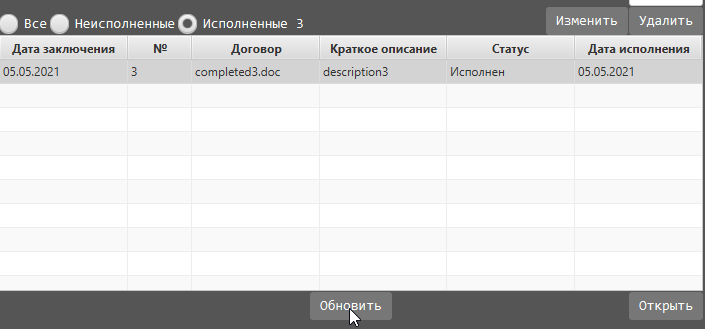 Все Неисполненные Исполненные 3 Изменить Удалить
Дата заключения № Договор Краткое описание Статус Дата исполнения
05.05.2021 3 completed3.doc description3 Исполнен 05.05.2021
Обновить Открыть